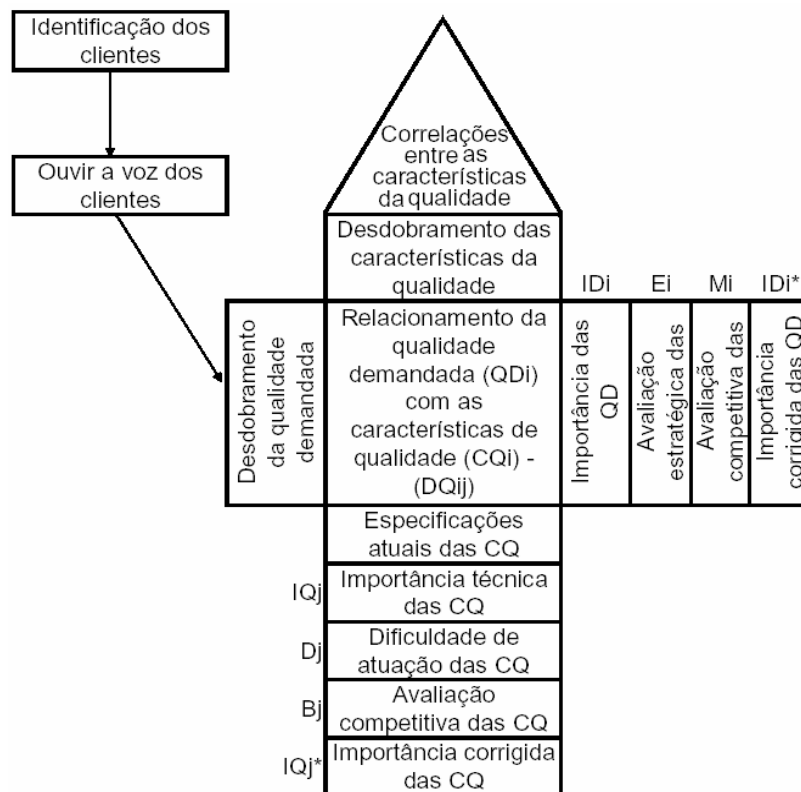 Identificação dos
clientes
Ouvir a voz dos
clientes
Correlações
entre as
características
da qualidade
Desdobramento das
características da
qualidade
IDi
Ei
Mi
IDi*
Desdobramento
da qualidade
demandada
Relacionamento da
qualidade
demandada (QDi)
com as
características de
qualidade (CQi) -
(DQij)
Importância das
QD
Avaliação
estratégica das
Avaliação
competitiva das
Importância
corrigida das QD
Especificações
atuais das CQ
IQj
Importância técnica
das CQ
Dj
Dificuldade de
atuação das CQ
Bj
Avaliação
competitiva das CQ
IQj*
Importância corrigida
das CQ